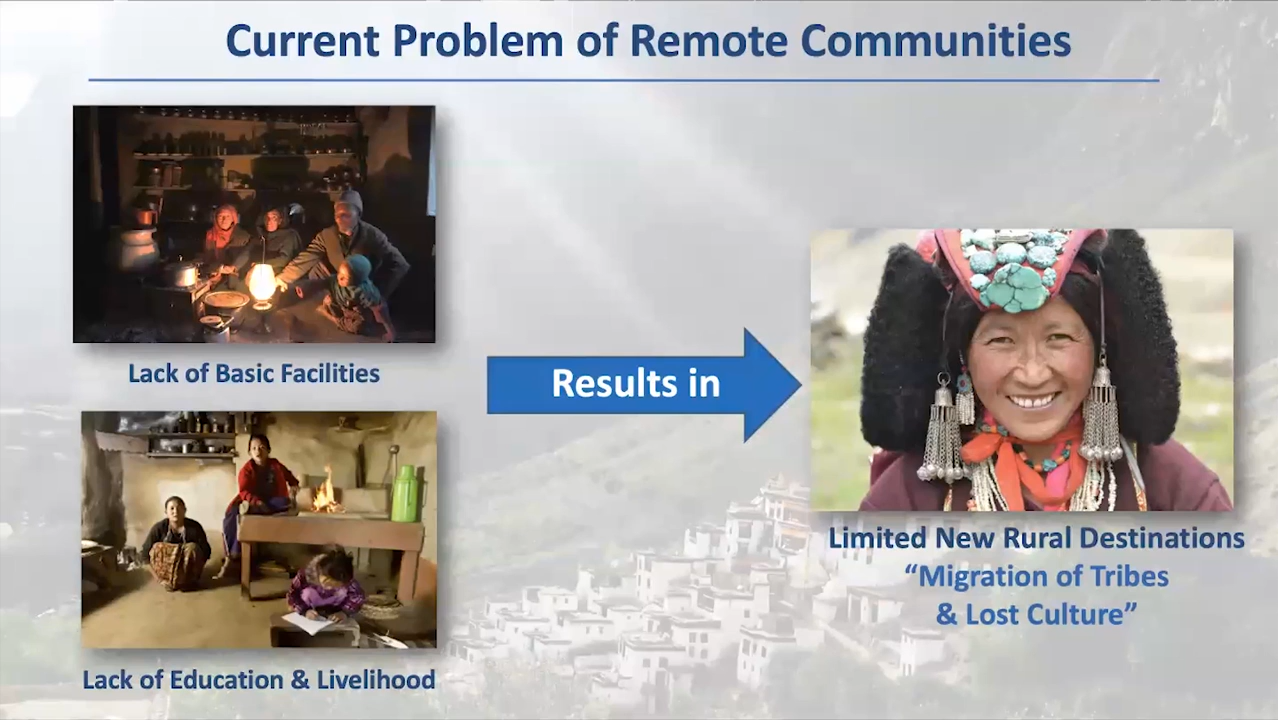 Current Problem of Remote Communities
Lack of Basic Facilities
Lack of Education & Livelihood
Results in
Limited New Rural Destinations
“Migration of Tribes
& Lost Culture”